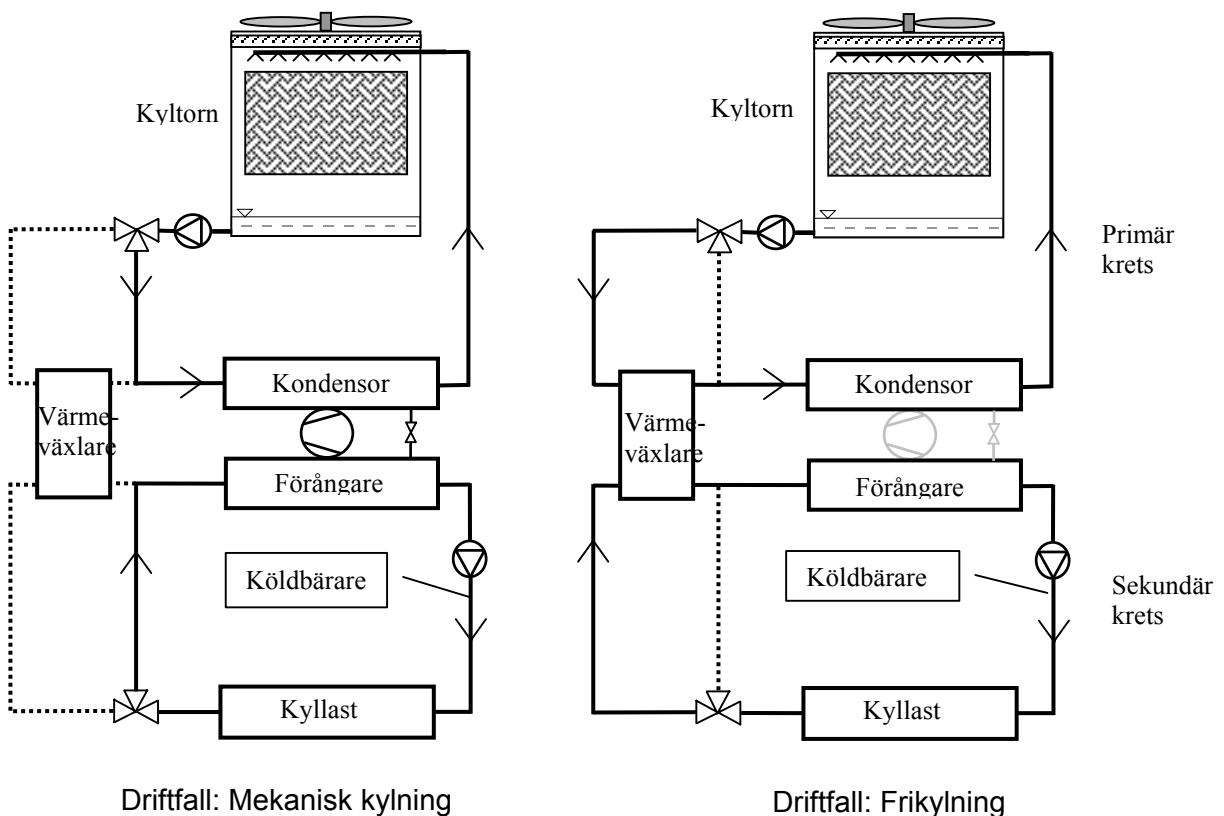 Kyltorn
Kondensor
Värme-
växlare
Förångare
Köldbärare
Kyllast
Driftfall: Mekanisk kylning
Kyltorn
Primär
krets
Kondensor
Värme-
växlare
Förångare
Köldbärare
Sekundär
krets
Kyllast
Driftfall: Frikylning